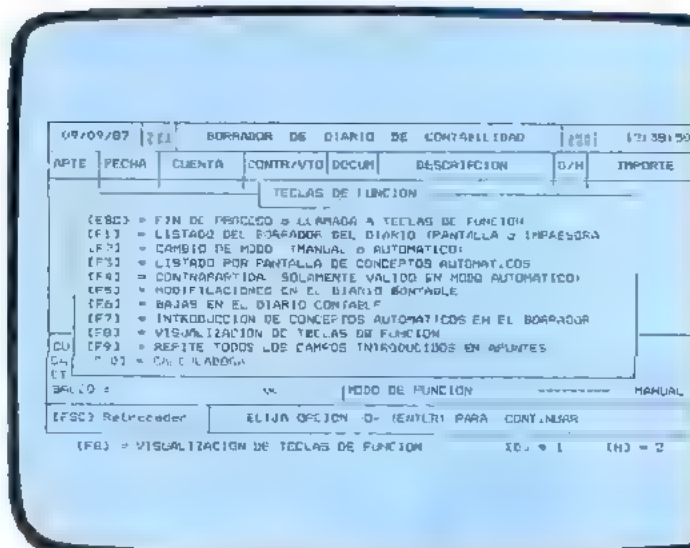 09/09/87 BORRADOR DE DIARIO DE CONTABILIDAD 17:38:50
APTE FECHA CUENTA CONTR/VTO DOCUM DESCRIPCION D/H IMPORTE
TECLAS DE FUNCION
[ESC] = FIN DE PROCESO o LLAMADA A TECLAS DE FUNCION
[F1] = LISTADO DEL BORRADOR DEL DIARIO (PANTALLA o IMPRESORA
[F2] = CAMBIO DE MODO (MANUAL o AUTOMATICO)
[F3] = LISTADO POR PANTALLA DE CONCEPTOS AUTOMATICOS
[F4] = CONTRAPARTIDA SOLAMENTE VALIDO EN MODO AUTOMATICO)
[F5] = MODIFICACIONES EN EL DIARIO CONTABLE
[F6] = BAJAS EN EL DIARIO CONTABLE
[F7] = INTRODUCCION DE CONCEPTOS AUTOMATICOS EN EL BORRADOR
[F8] = VISUALIZACION DE TECLAS DE FUNCION
CU [F9] = REPITE TODOS LOS CAMPOS INTRODUCIDOS EN APUNTES
= CALCULADORA
CT
MODO DE FUNCION MANUAL
[ESC] Retroceder ELIJA OPCION -O- [ENTER] PARA CONTINUAR
[F8] = VISUALIZACION DE TECLAS DE FUNCION [D] = 1 [H] = 2